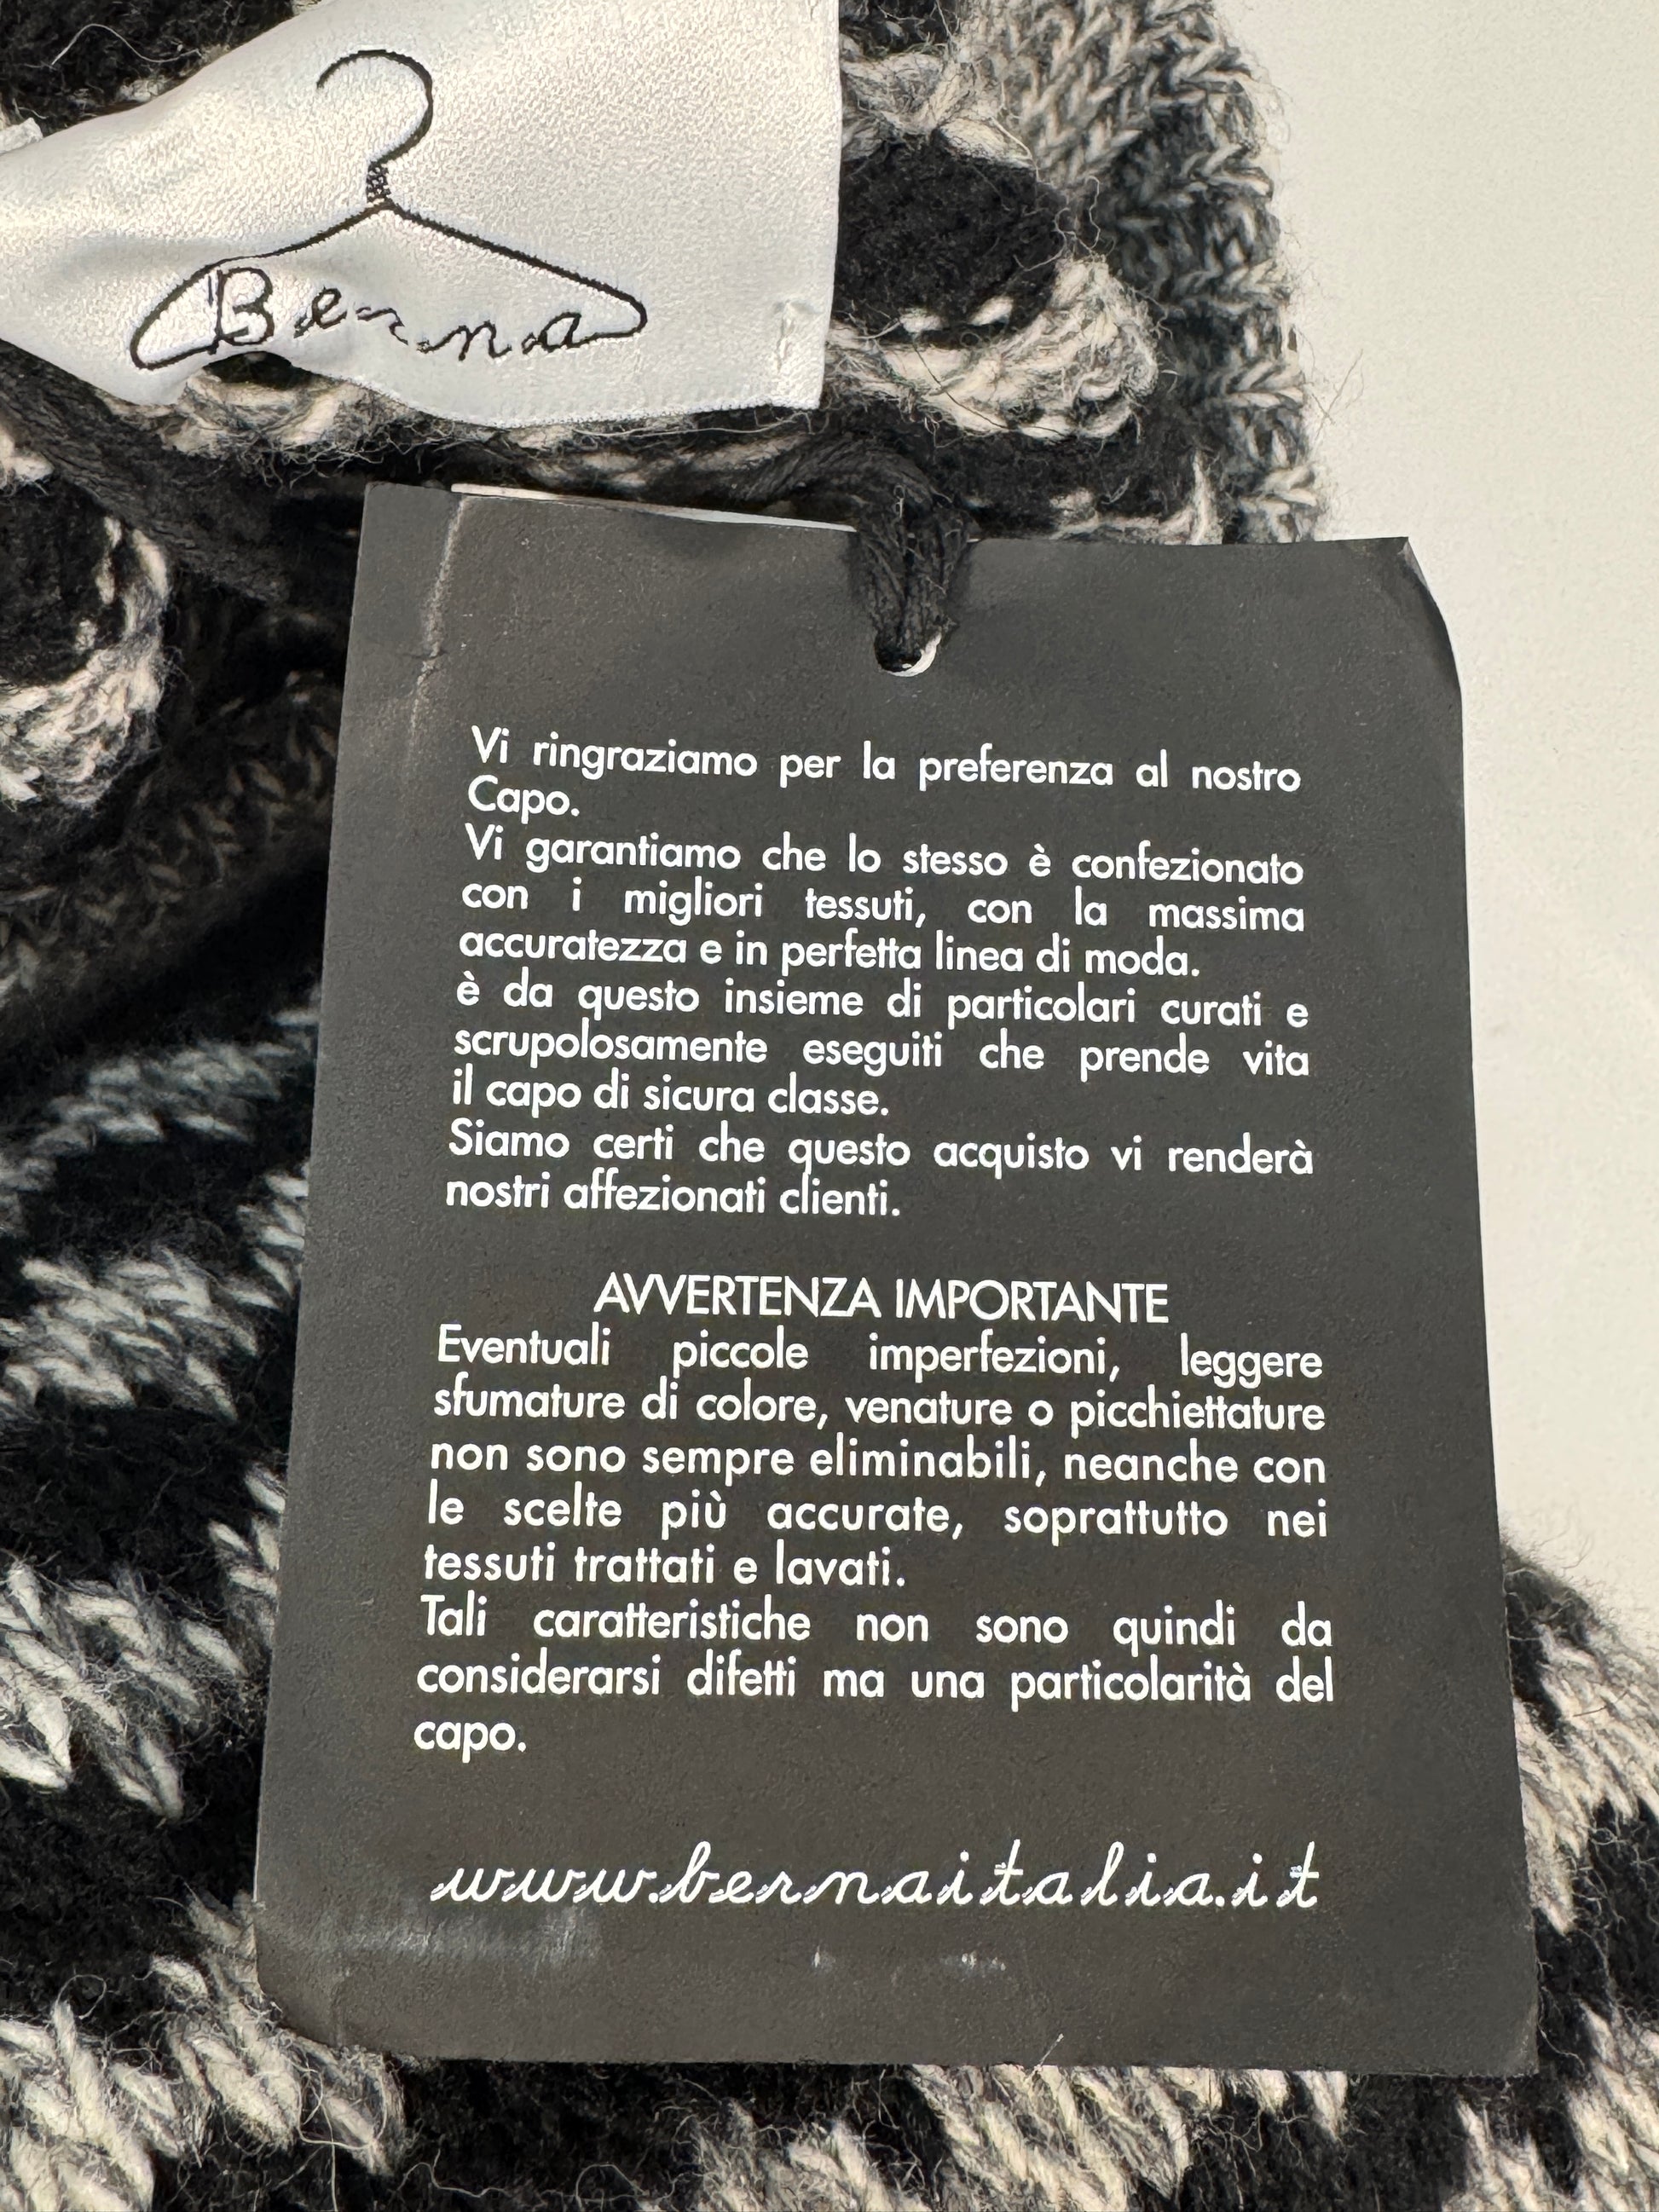 Berna
Vi ringraziamo per la preferenza al nostro
Capo.
Vi garantiamo che lo stesso è confezionato
con i migliori tessuti, con la massima
accuratezza e in perfetta linea di moda.
è da questo insieme di particolari curati e
scrupolosamente eseguiti che prende vita
il capo di sicura classe.
Siamo certi che questo acquisto vi renderà
nostri affezionati clienti.
AVVERTENZA IMPORTANTE
Eventuali piccole imperfezioni, leggere
sfumature di colore, venature o picchiettature
non sono sempre eliminabili, neanche con
le scelte più accurate, soprattutto nei
tessuti trattati e lavati.
Tali caratteristiche non sono quindi da
considerarsi difetti ma una particolarità del
capo.
www.bernaitalia.it